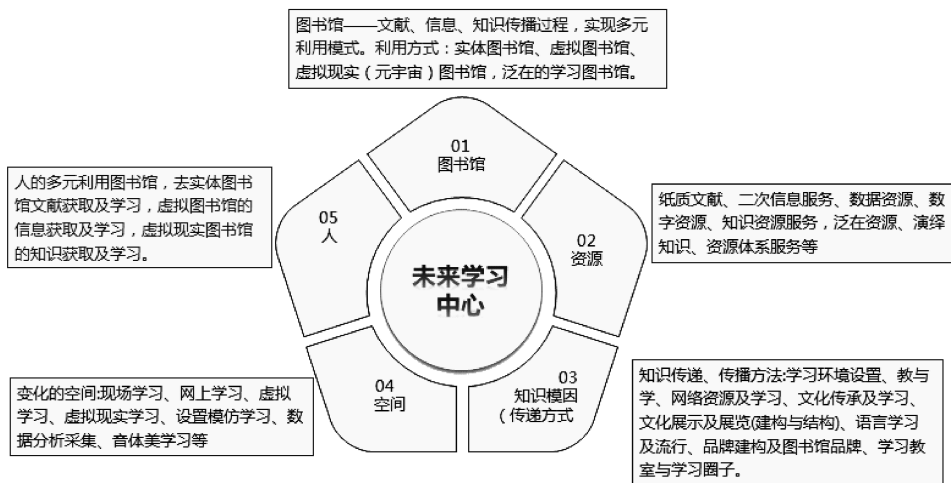 图书馆——文献、信息、知识传播过程，实现多元
利用模式。利用方式：实体图书馆、虚拟图书馆、
虚拟现实（元宇宙）图书馆，泛在的学习图书馆。
01
图书馆
人的多元利用图书馆，去实体图书
馆文献获取及学习，虚拟图书馆的
信息获取及学习，虚拟现实图书馆
的知识获取及学习。
05
人
纸质文献、二次信息服务、数据资源、数
字资源、知识资源服务，泛在资源、演绎
知识、资源体系服务等
02
资源
未来学习
中心
变化的空间:现场学习、网上学习、虚拟
学习、虚拟现实学习、设置模仿学习、数
据分析采集、音体美学习等
04
空间
03
知识模因
（传递方式
知识传递、传播方法:学习环境设置、教与
学、网络资源及学习、文化传承及学习、
文化展示及展览(建构与结构)、语言学习
及流行、品牌建构及图书馆品牌、学习教
室与学习圈子。